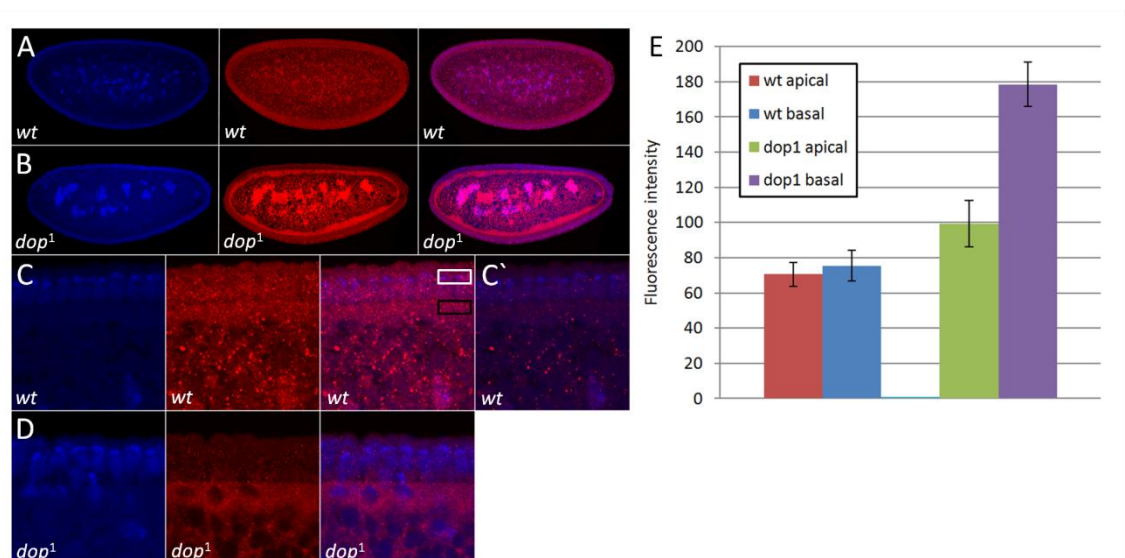 A
wt
wt
wt
B
dop¹
dop¹
dop¹
C
C`
wt
wt
wt
D
dop¹
dop¹
dop¹
E
Fluorescence intensity
200
180
160
140
120
100
80
60
40
20
0
wt apical
wt basal
dop1 apical
dop1 basal